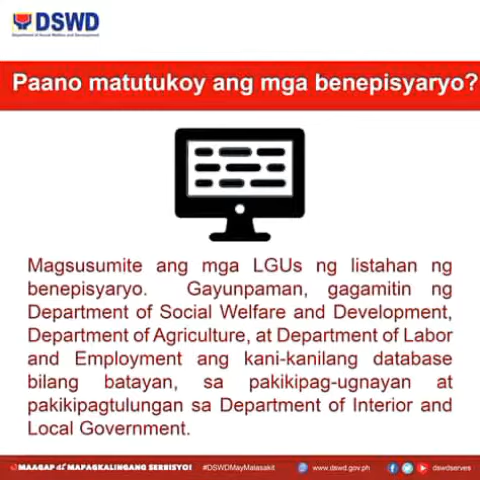 DSWD
Department of Social Welfare and Development
Paano matutukoy ang mga benepisyaryo?
Magsusumite ang mga LGUs ng listahan ng
benepisyaryo. Gayunpaman, gagamitin ng
Department of Social Welfare and Development,
Department of Agriculture, at Department of Labor
and Employment ang kani-kanilang database
bilang batayan, sa pakikipag-ugnayan at
pakikipagtulungan sa Department of Interior and
Local Government.
MAAGAP at MAPAGKALINGANG SERBISYO! #DSWDMayMalasakit www.dswd.gov.ph dswdserves